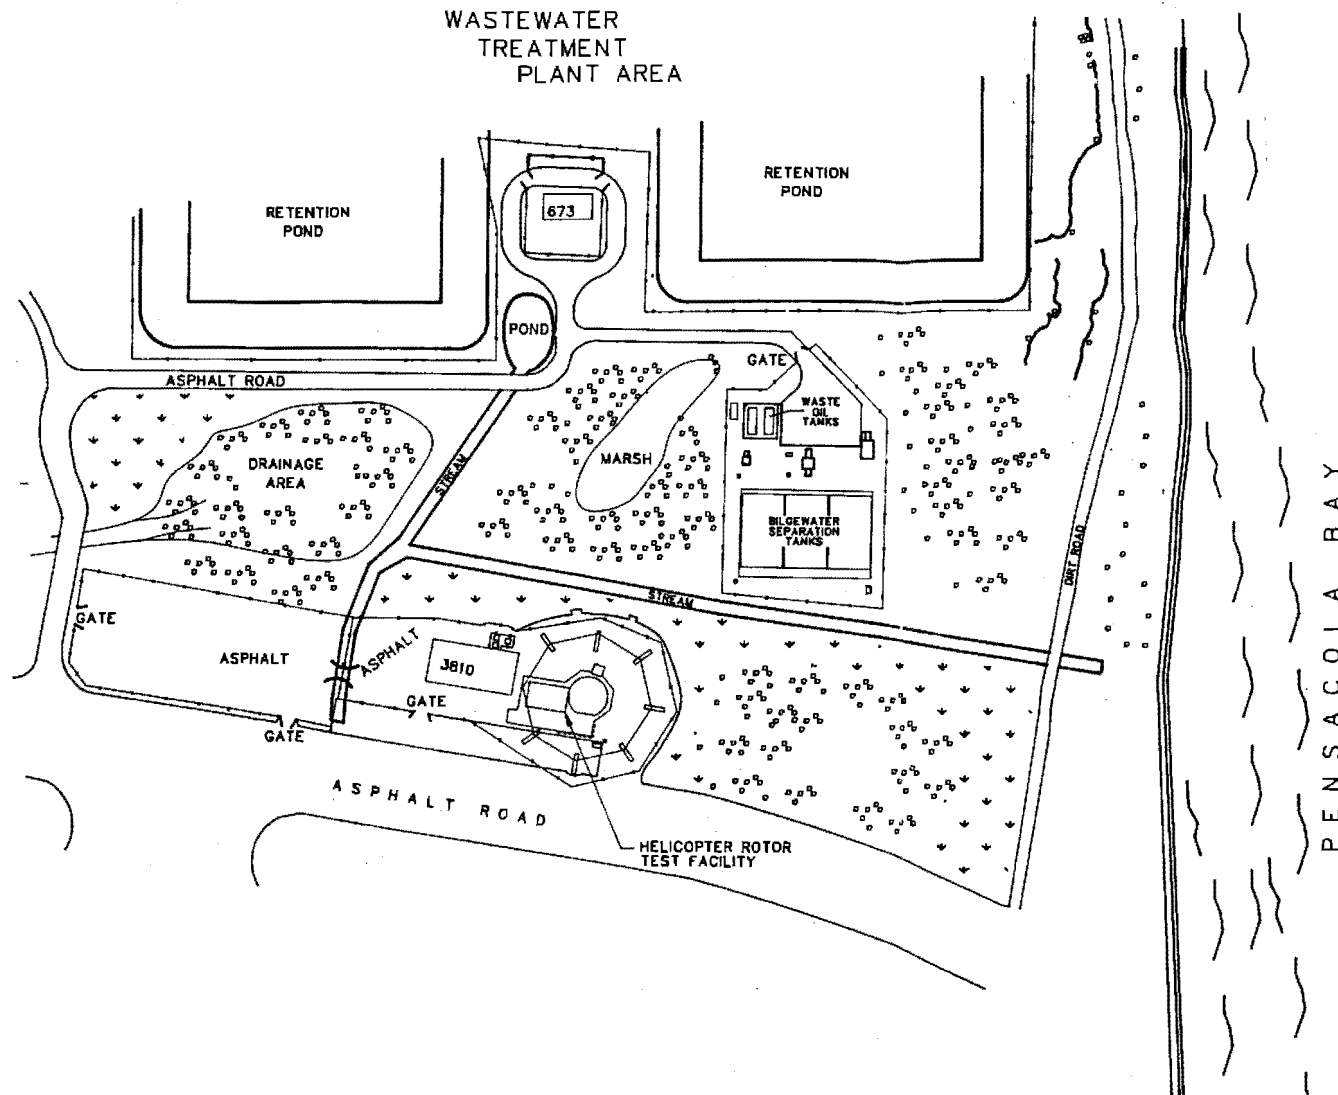 WASTEWATER
TREATMENT
PLANT AREA
RETENTION
POND
RETENTION
POND
673
POND
ASPHALT ROAD
GATE
WASTE
OIL
TANKS
DRAINAGE
AREA
STREAM
MARSH
BILGEWATER
SEPARATION
TANKS
DIRT ROAD
STREAM
GATE
ASPHALT
ASPHALT
3810
GATE
GATE
ASPHALT ROAD
HELICOPTER ROTOR
TEST FACILITY
PENSACOLA BAY